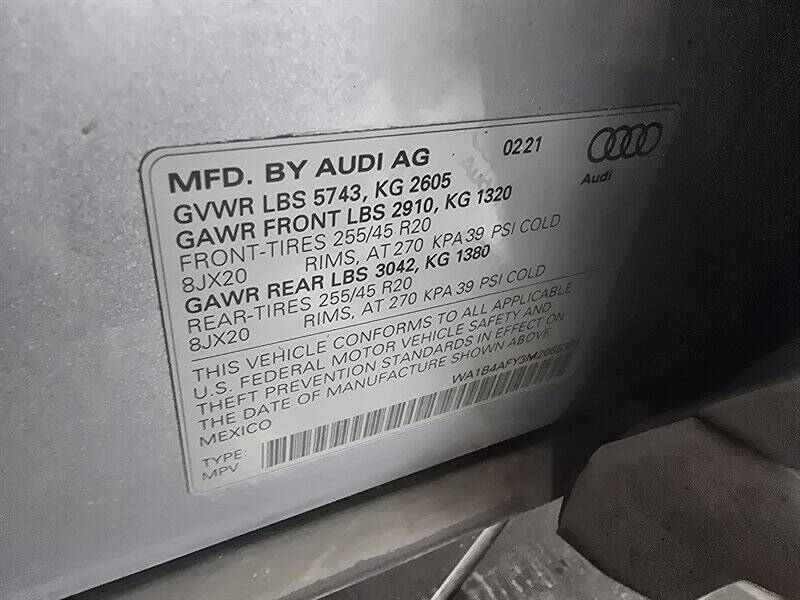 MFD. BY AUDI AG 02 21
Audi
GVWR LBS 5743, KG 2605
GAWR FRONT LBS 2910, KG 1320
FRONT-TIRES 255/45 R20
8JX20 RIMS, AT 270 KPA 39 PSI COLD
GAWR REAR LBS 3042, KG 1380
REAR-TIRES 255/45 R20
8JX20 RIMS, AT 270 KPA 39 PSI COLD
THIS VEHICLE CONFORMS TO ALL APPLICABLE
U.S. FEDERAL MOTOR VEHICLE SAFETY AND
THEFT PREVENTION STANDARDS IN EFFECT ON
THE DATE OF MANUFACTURE SHOWN ABOVE
MEXICO
TYPE:
MPV